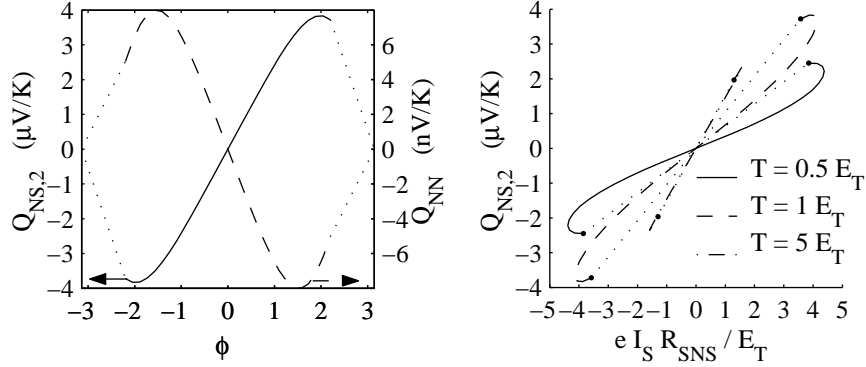 4
3
2
1
0
−1
−2
−3
−4
Q_NS,2 (μV/K)
−3 −2 −1 0 1 2 3
ϕ
6
4
2
0
−2
−4
−6
Q_NN (nV/K)
4
3
2
1
0
−1
−2
−3
−4
Q_NS,2 (μV/K)
T = 0.5 E_T
T = 1 E_T
T = 5 E_T
−5 −4 −3 −2 −1 0 1 2 3 4 5
e I_S R_SNS / E_T